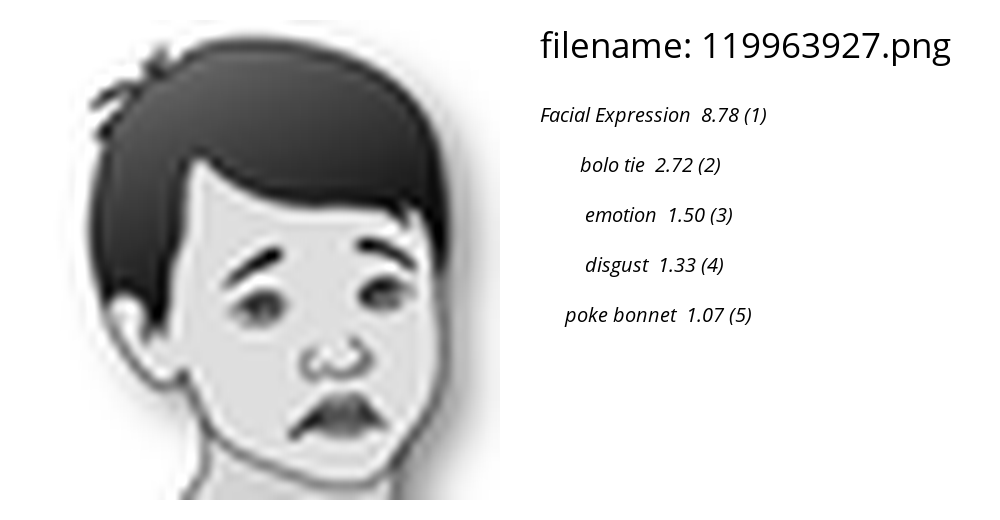 filename: 119963927.png
Facial Expression 8.78 (1)
bolo tie 2.72 (2)
emotion 1.50 (3)
disgust 1.33 (4)
poke bonnet 1.07 (5)